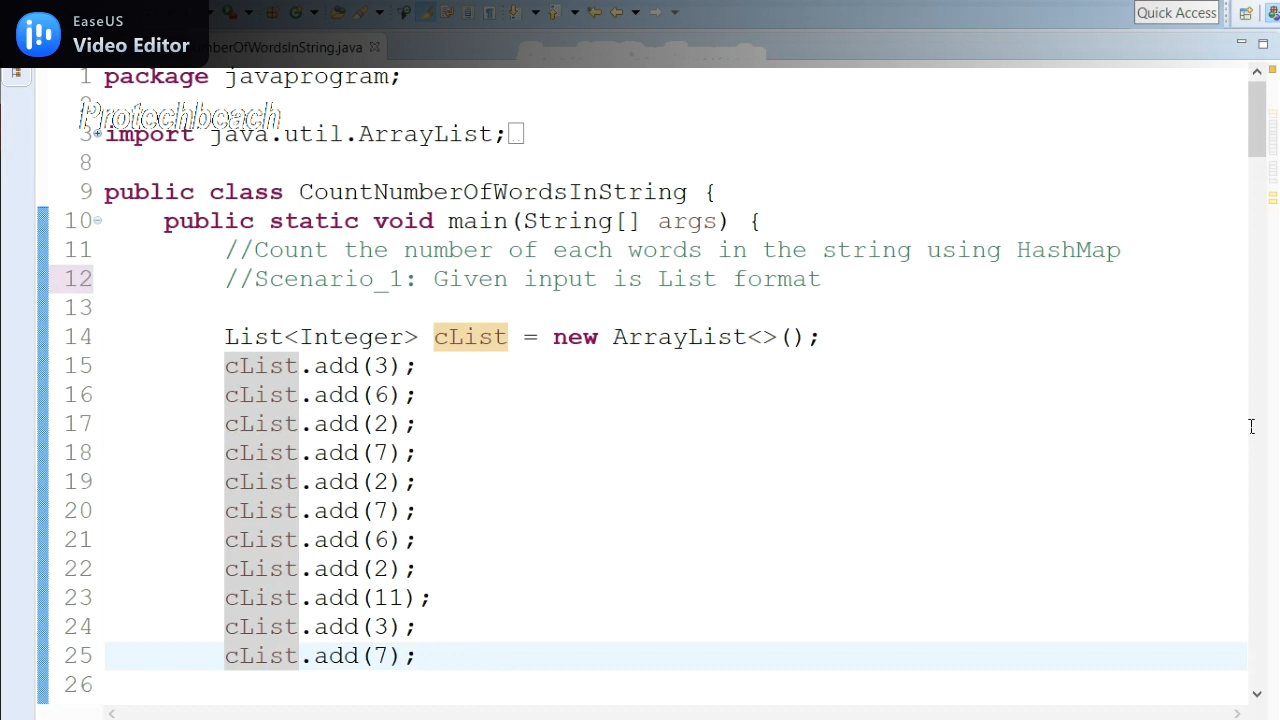 EaseUS
Video Editor
Quick Access
berOfWordsInString.java
1 package javaprogram;
Protechbeach
3 import java.util.ArrayList;
8
9 public class CountNumberOfWordsInString {
10 public static void main(String[] args) {
11 //Count the number of each words in the string using HashMap
12 //Scenario_1: Given input is List format
13
14 List<Integer> cList = new ArrayList<>();
15 cList.add(3);
16 cList.add(6);
17 cList.add(2);
18 cList.add(7);
19 cList.add(2);
20 cList.add(7);
21 cList.add(6);
22 cList.add(2);
23 cList.add(11);
24 cList.add(3);
25 cList.add(7);
26